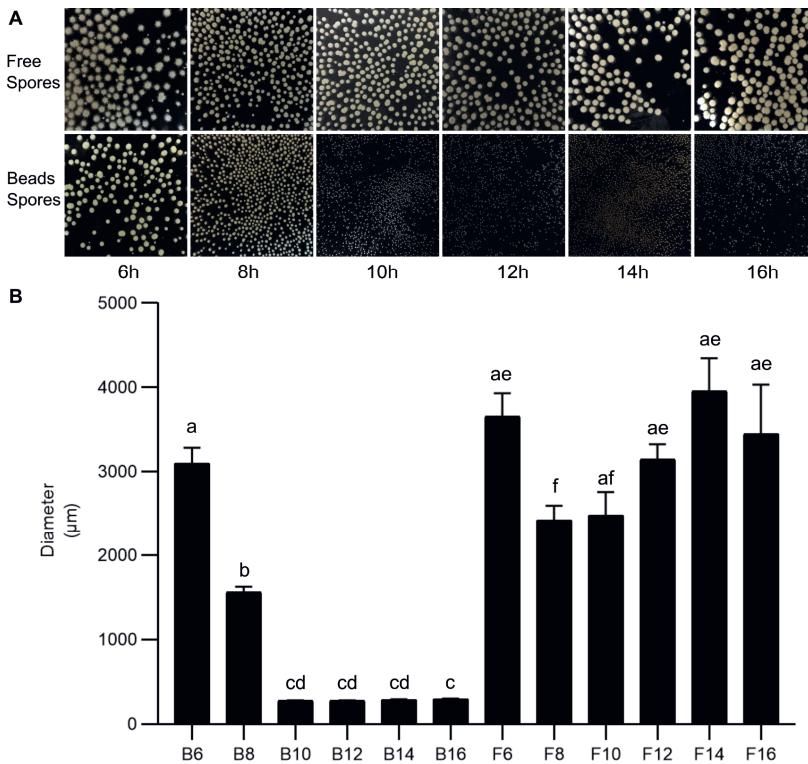 A
Free
Spores
Beads
Spores
6h 8h 10h 12h 14h 16h
B
5000
4000
3000
2000
1000
0
Diameter
(µm)
a b cd cd cd c ae f af ae ae ae
B6 B8 B10 B12 B14 B16 F6 F8 F10 F12 F14 F16